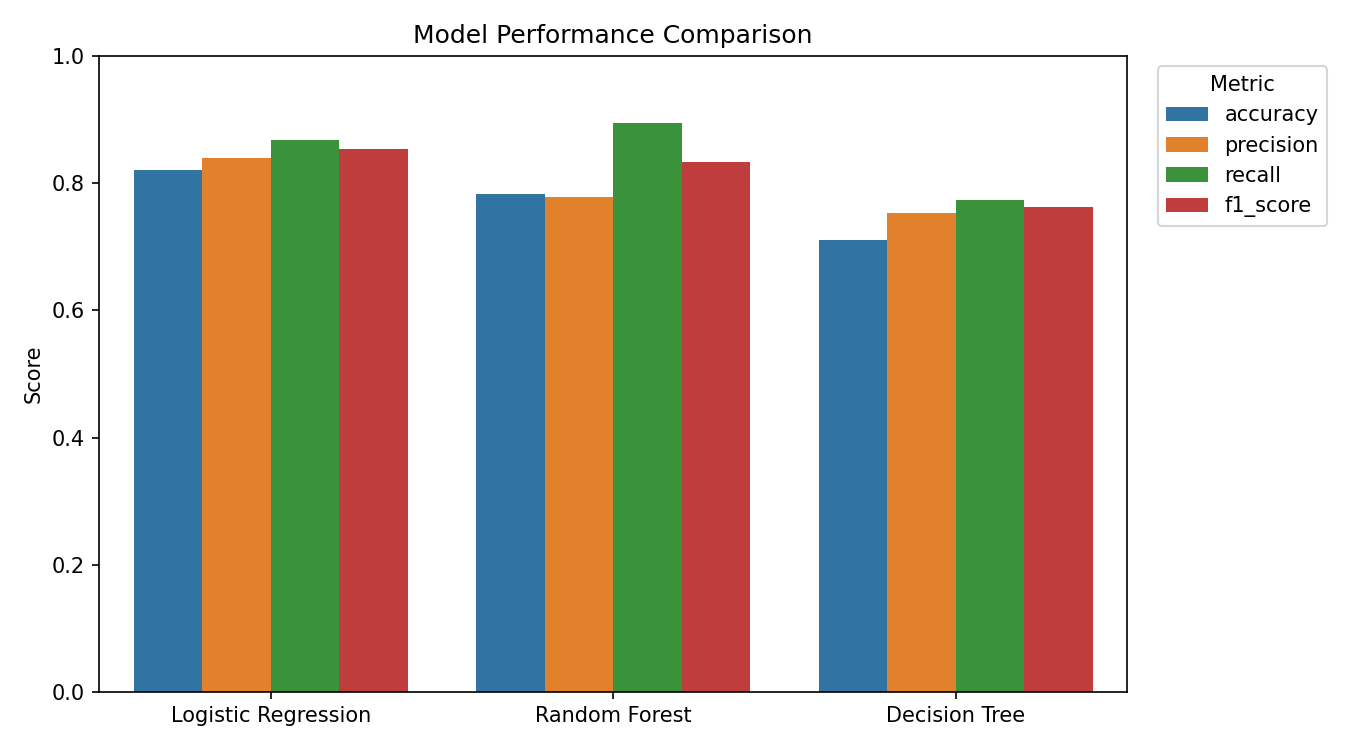 Model Performance Comparison
1.0
0.8
0.6
0.4
0.2
0.0
Score
Logistic Regression
Random Forest
Decision Tree
Metric
accuracy
precision
recall
f1_score